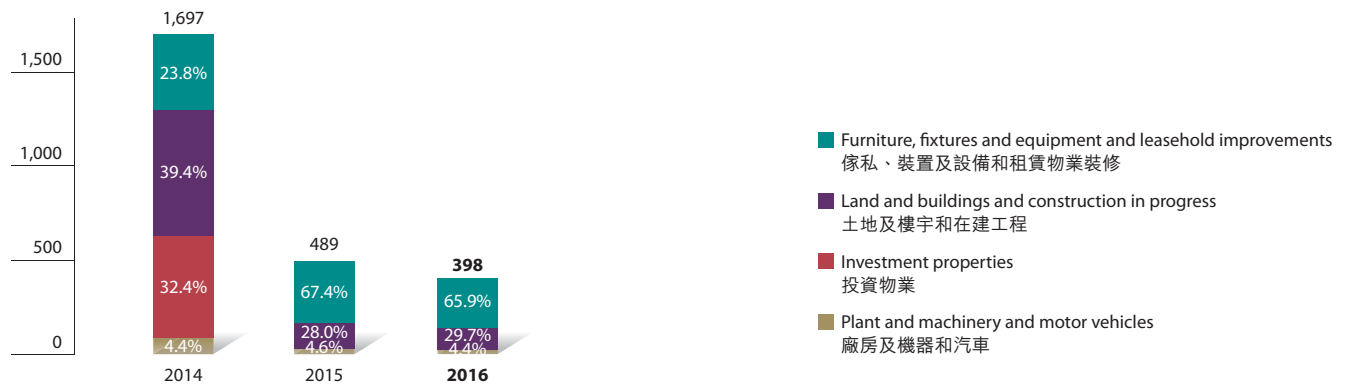 1,697
1,500
23.8%
1,000
39.4%
500
489
398
32.4%
67.4%
65.9%
28.0%
29.7%
0
4.4%
4.6%
4.4%
2014
2015
2016
Furniture, fixtures and equipment and leasehold improvements
傢私、裝置及設備和租賃物業裝修
Land and buildings and construction in progress
土地及樓宇和在建工程
Investment properties
投資物業
Plant and machinery and motor vehicles
廠房及機器和汽車